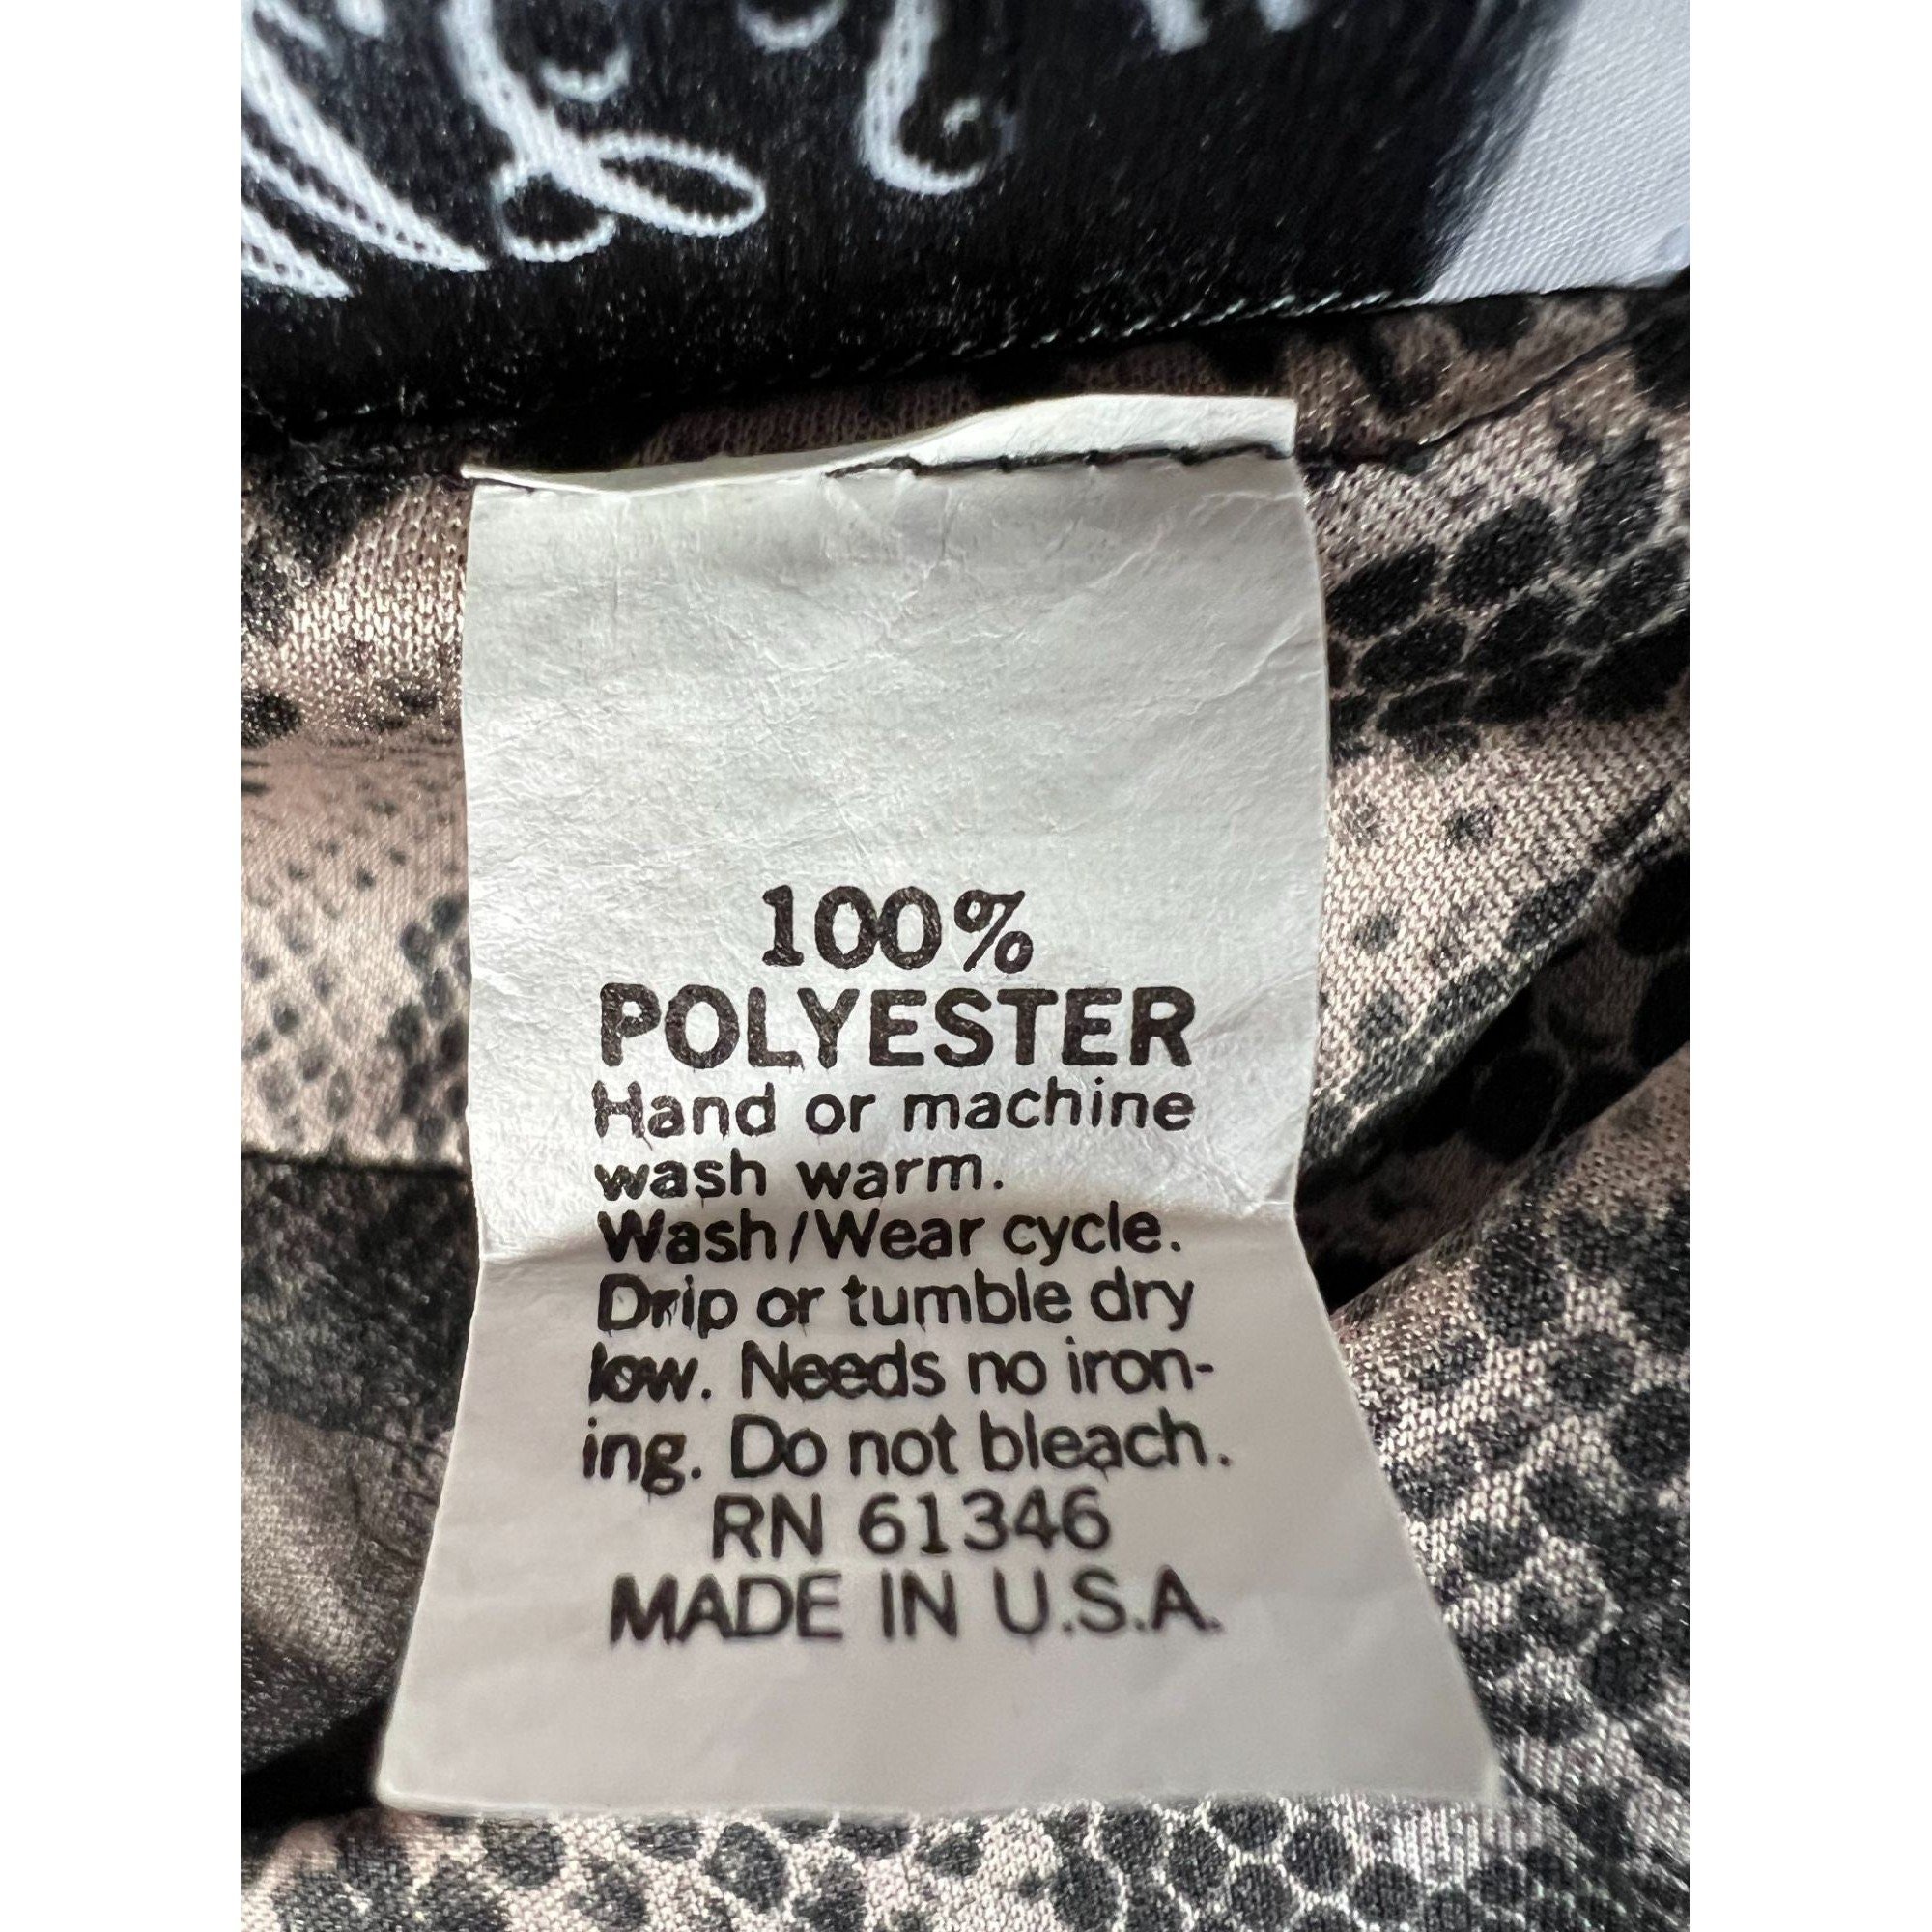 100%
POLYESTER
Hand or machine
wash warm.
Wash/Wear cycle.
Drip or tumble dry
low. Needs no iron-
ing. Do not bleach.
RN 61346
MADE IN U.S.A.